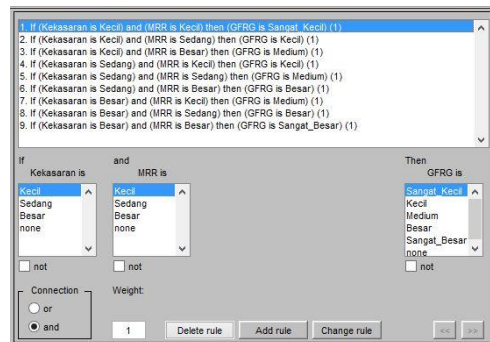 1. If (Kekasaran is Kecil) and (MRR is Kecil) then (GFRG is Sangat_Kecil) (1)
2. If (Kekasaran is Kecil) and (MRR is Sedang) then (GFRG is Kecil) (1)
3. If (Kekasaran is Kecil) and (MRR is Besar) then (GFRG is Medium) (1)
4. If (Kekasaran is Sedang) and (MRR is Kecil) then (GFRG is Kecil) (1)
5. If (Kekasaran is Sedang) and (MRR is Sedang) then (GFRG is Medium) (1)
6. If (Kekasaran is Sedang) and (MRR is Besar) then (GFRG is Besar) (1)
7. If (Kekasaran is Besar) and (MRR is Kecil) then (GFRG is Medium) (1)
8. If (Kekasaran is Besar) and (MRR is Sedang) then (GFRG is Besar) (1)
9. If (Kekasaran is Besar) and (MRR is Besar) then (GFRG is Sangat_Besar) (1)
If and Then
Kekasaran is MRR is GFRG is
Kecil Kecil Sangat_Kecil
Sedang Sedang Kecil
Besar Besar Medium
none none Besar
Sangat_Besar
none
not not not
Connection Weight:
or
and 1 Delete rule Add rule Change rule << >>